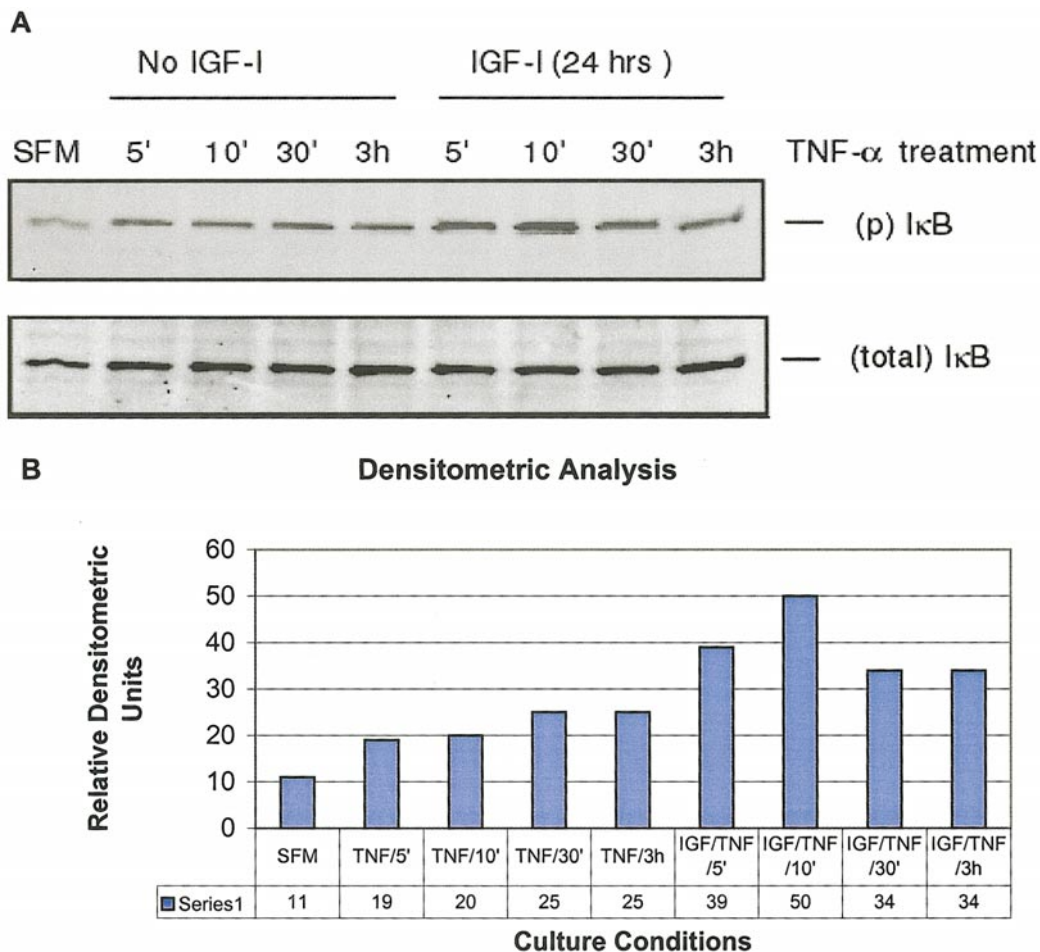 A
No IGF-I IGF-I (24 hrs )
SFM 5' 10' 30' 3h 5' 10' 30' 3h TNF-α treatment
(p) IκB
(total) IκB
B Densitometric Analysis
Relative Densitometric
Units
60
50
40
30
20
10
0
SFM TNF/5' TNF/10' TNF/30' TNF/3h IGF/TNF IGF/TNF IGF/TNF IGF/TNF
/5' /10' /30' /3h
Series1 11 19 20 25 25 39 50 34 34
Culture Conditions